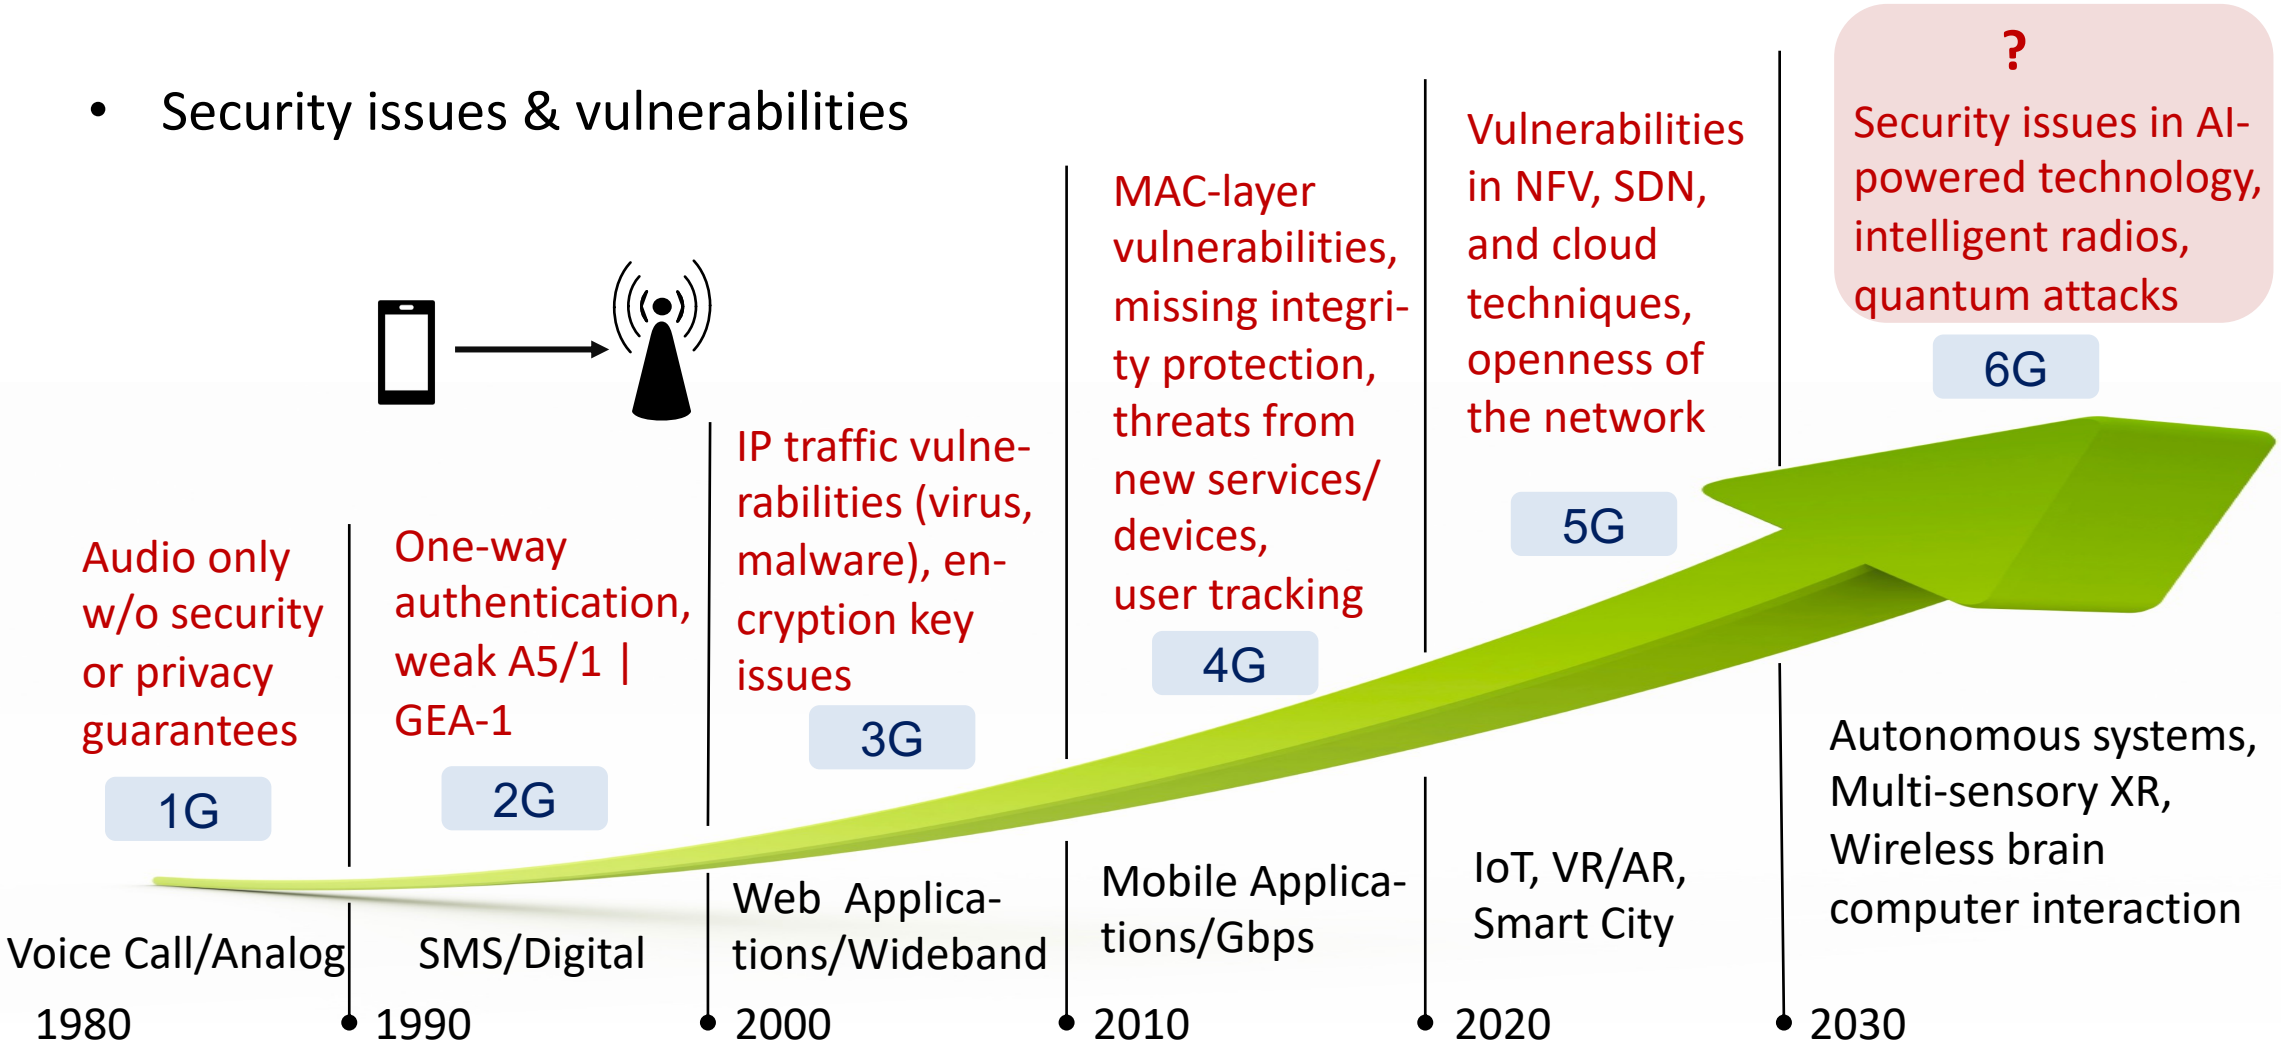 • Security issues & vulnerabilities
Audio only
w/o security
or privacy
guarantees
1G
Voice Call/Analog
1980
One-way
authentication,
weak A5/1 |
GEA-1
2G
SMS/Digital
1990
IP traffic vulne-
rabilities (virus,
malware), en-
cryption key
issues
3G
Web Applica-
tions/Wideband
2000
MAC-layer
vulnerabilities,
missing integri-
ty protection,
threats from
new services/
devices,
user tracking
4G
Mobile Applica-
tions/Gbps
2010
Vulnerabilities
in NFV, SDN,
and cloud
techniques,
openness of
the network
5G
IoT, VR/AR,
Smart City
2020
?
Security issues in AI-
powered technology,
intelligent radios,
quantum attacks
6G
Autonomous systems,
Multi-sensory XR,
Wireless brain
computer interaction
2030